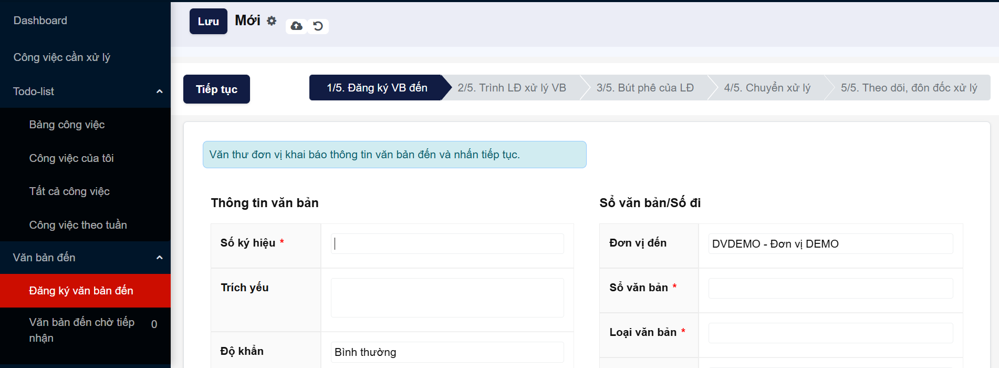 Dashboard
Công việc cần xử lý
Todo-list
Bảng công việc
Công việc của tôi
Tất cả công việc
Công việc theo tuần
Văn bản đến
Đăng ký văn bản đến
Văn bản đến chờ tiếp nhận 0
Lưu Mới
Tiếp tục
1/5. Đăng ký VB đến 2/5. Trình LĐ xử lý VB 3/5. Bút phê của LĐ 4/5. Chuyển xử lý 5/5. Theo dõi, đôn đốc xử lý
Văn thư đơn vị khai báo thông tin văn bản đến và nhấn tiếp tục.
Thông tin văn bản
Số ký hiệu *
Trích yếu
Độ khẩn Bình thường
Sổ văn bản/Số đi
Đơn vị đến DVDEMO - Đơn vị DEMO
Sổ văn bản *
Loại văn bản *